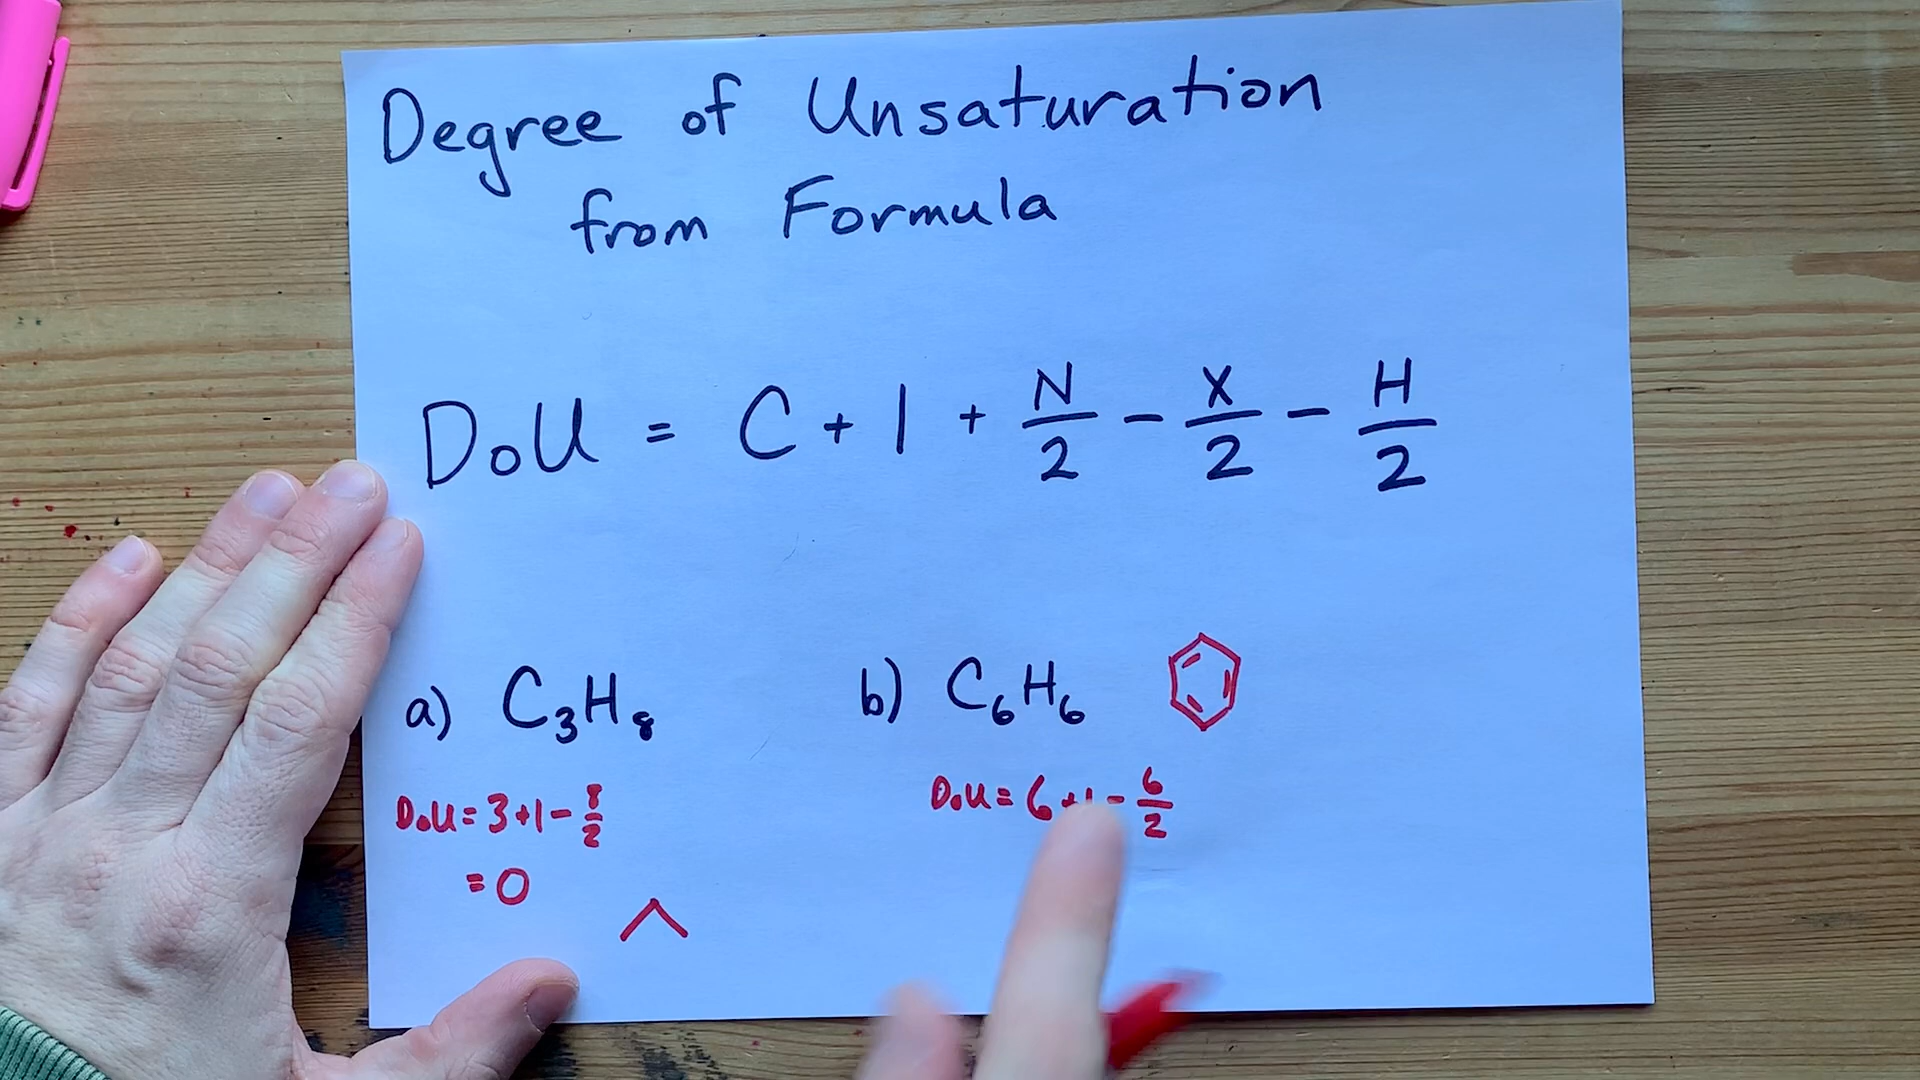 Degree of Unsaturation
from Formula
DoU = C + 1 + N/2 - X/2 - H/2
a) C₃H₈
b) C₆H₆
DoU = 3+1- 8/2
= 0
DoU = 6+1- 6/2